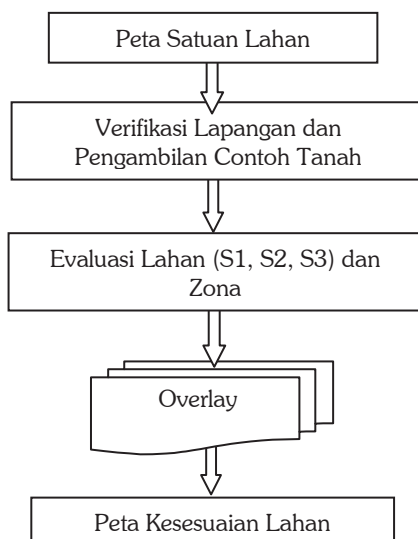 Peta Satuan Lahan
Verifikasi Lapangan dan
Pengambilan Contoh Tanah
Evaluasi Lahan (S1, S2, S3) dan
Zona
Overlay
Peta Kesesuaian Lahan